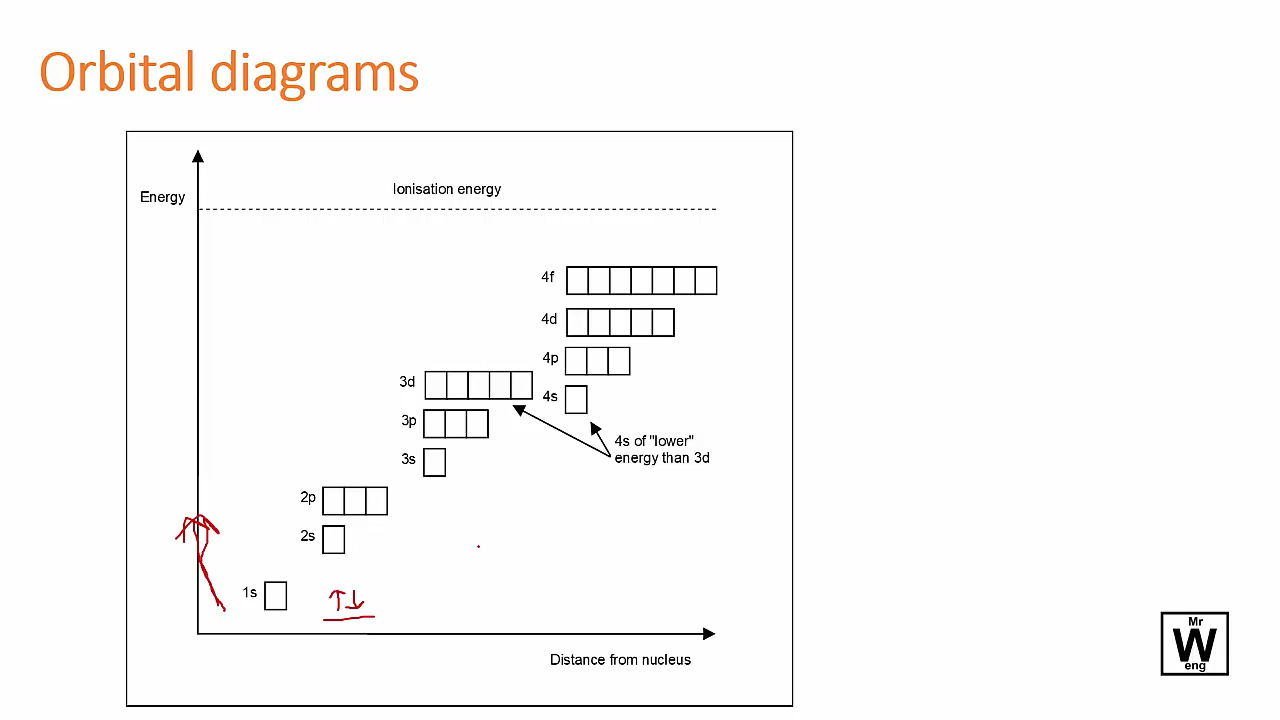 Orbital diagrams
Energy
Ionisation energy
4f
4d
4p
3d
4s
3p
4s of "lower"
energy than 3d
3s
2p
2s
1s
↑↓
Distance from nucleus
Mr
W
eng